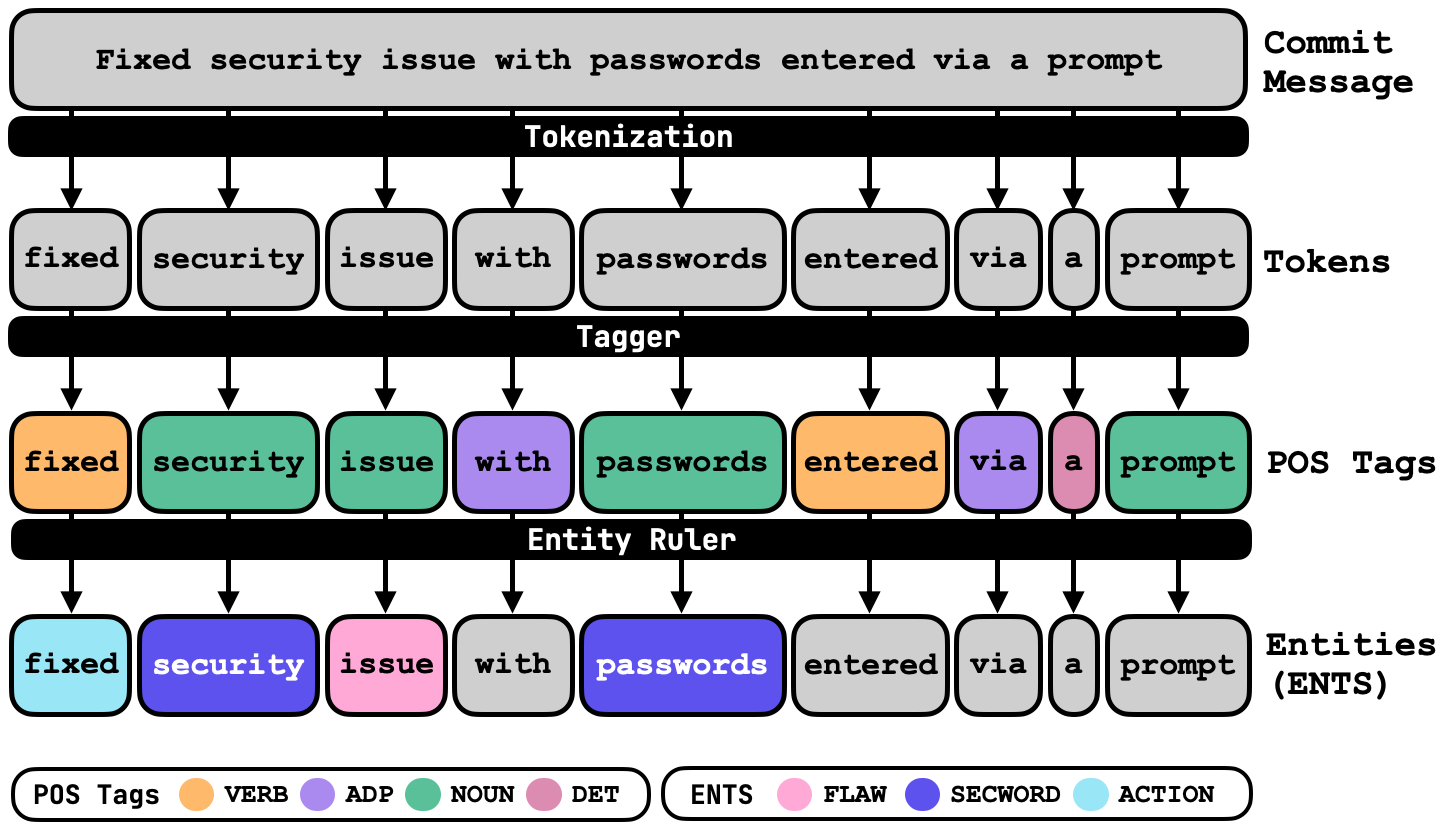 Fixed security issue with passwords entered via a prompt
Commit
Message
Tokenization
fixed security issue with passwords entered via a prompt
Tokens
Tagger
fixed security issue with passwords entered via a prompt
POS Tags
Entity Ruler
fixed security issue with passwords entered via a prompt
Entities
(ENTS)
POS Tags VERB ADP NOUN DET
ENTS FLAW SECWORD ACTION